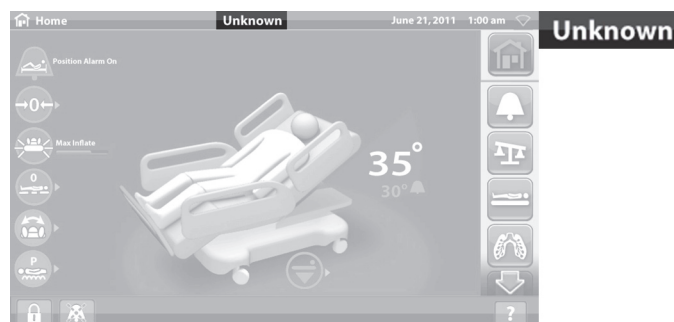 Home Unknown June 21, 2011 1:00 am
Unknown
Position Alarm On
→0←
Max Inflate
35°
30°
0
P
?